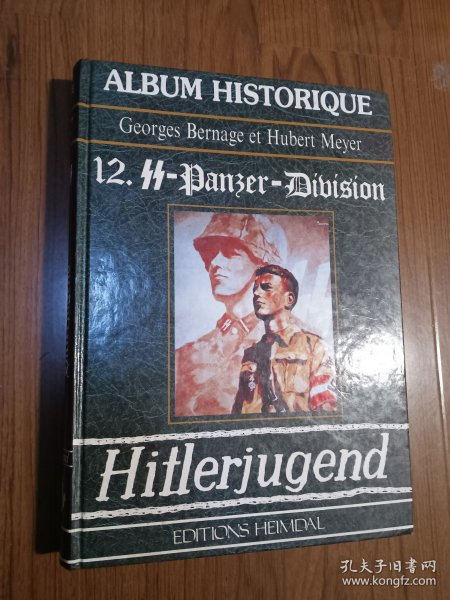 ALBUM HISTORIQUE
Georges Bernage et Hubert Meyer
12. SS-Panzer-Division
Hitlerjugend
EDITIONS HEIMDAL
孔夫子旧书网
www.kongfz.com